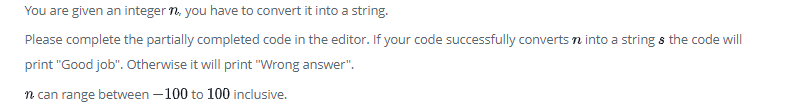 You are given an integer n, you have to convert it into a string.
Please complete the partially completed code in the editor. If your code successfully converts n into a string s the code will
print "Good job". Otherwise it will print "Wrong answer".
n can range between −100 to 100 inclusive.